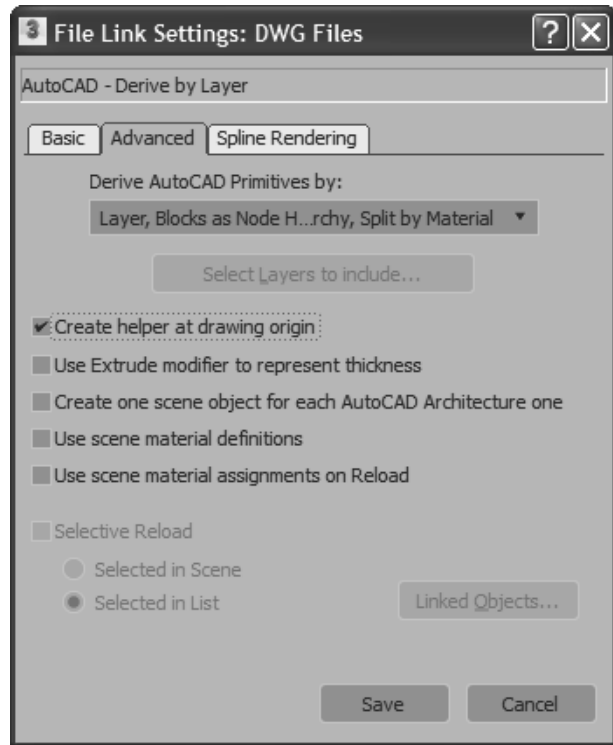 3 File Link Settings: DWG Files ? X
AutoCAD - Derive by Layer
Basic Advanced Spline Rendering
Derive AutoCAD Primitives by:
Layer, Blocks as Node H...rchy, Split by Material
Select Layers to include...
Create helper at drawing origin
Use Extrude modifier to represent thickness
Create one scene object for each AutoCAD Architecture one
Use scene material definitions
Use scene material assignments on Reload
Selective Reload
Selected in Scene
Selected in List Linked Objects...
Save Cancel